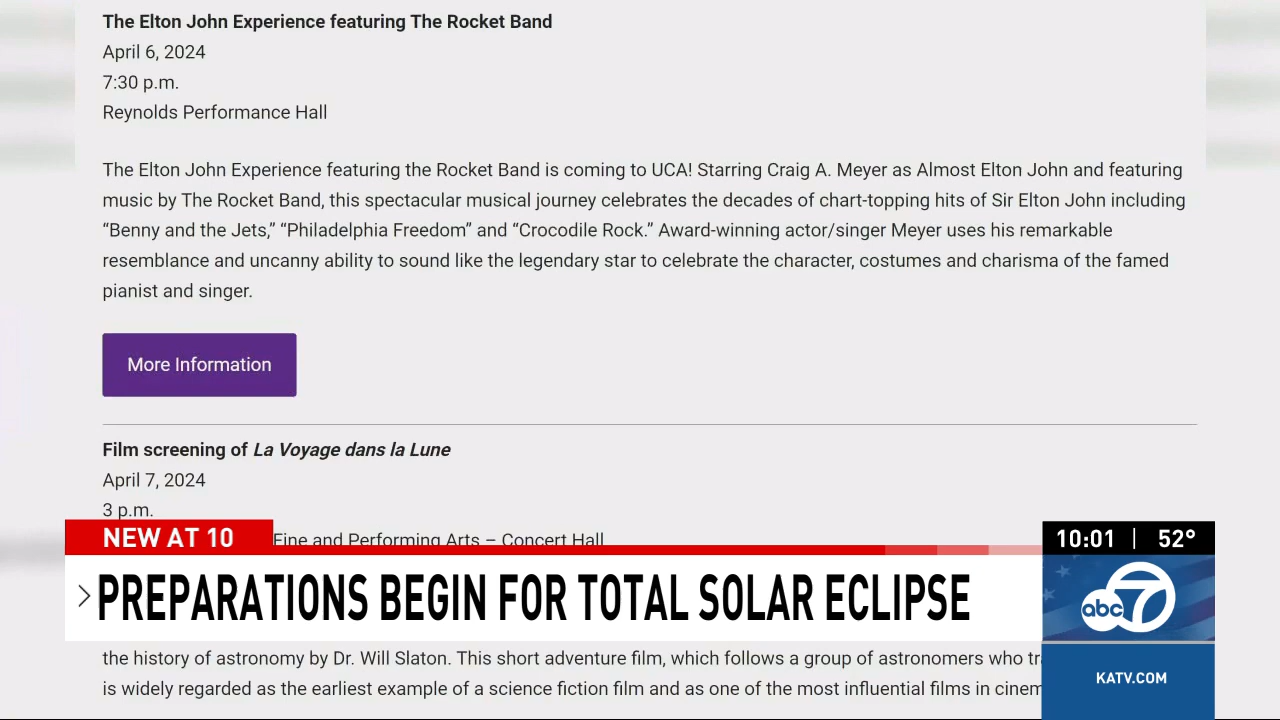 The Elton John Experience featuring The Rocket Band
April 6, 2024
7:30 p.m.
Reynolds Performance Hall
The Elton John Experience featuring the Rocket Band is coming to UCA! Starring Craig A. Meyer as Almost Elton John and featuring
music by The Rocket Band, this spectacular musical journey celebrates the decades of chart-topping hits of Sir Elton John including
“Benny and the Jets,” “Philadelphia Freedom” and “Crocodile Rock.” Award-winning actor/singer Meyer uses his remarkable
resemblance and uncanny ability to sound like the legendary star to celebrate the character, costumes and charisma of the famed
pianist and singer.
More Information
Film screening of La Voyage dans la Lune
April 7, 2024
3 p.m.
Fine and Performing Arts – Concert Hall
NEW AT 10
PREPARATIONS BEGIN FOR TOTAL SOLAR ECLIPSE
10:01 | 52°
abc 7
KATV.COM
the history of astronomy by Dr. Will Slaton. This short adventure film, which follows a group of astronomers who
is widely regarded as the earliest example of a science fiction film and as one of the most influential films in